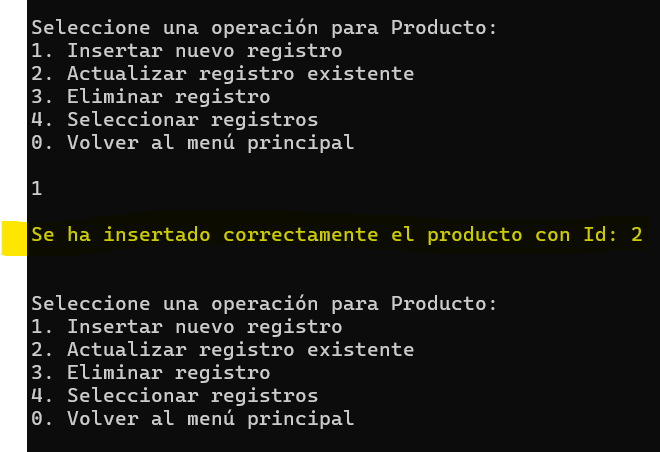 Seleccione una operación para Producto:
1. Insertar nuevo registro
2. Actualizar registro existente
3. Eliminar registro
4. Seleccionar registros
0. Volver al menú principal
1
Se ha insertado correctamente el producto con Id: 2
Seleccione una operación para Producto:
1. Insertar nuevo registro
2. Actualizar registro existente
3. Eliminar registro
4. Seleccionar registros
0. Volver al menú principal